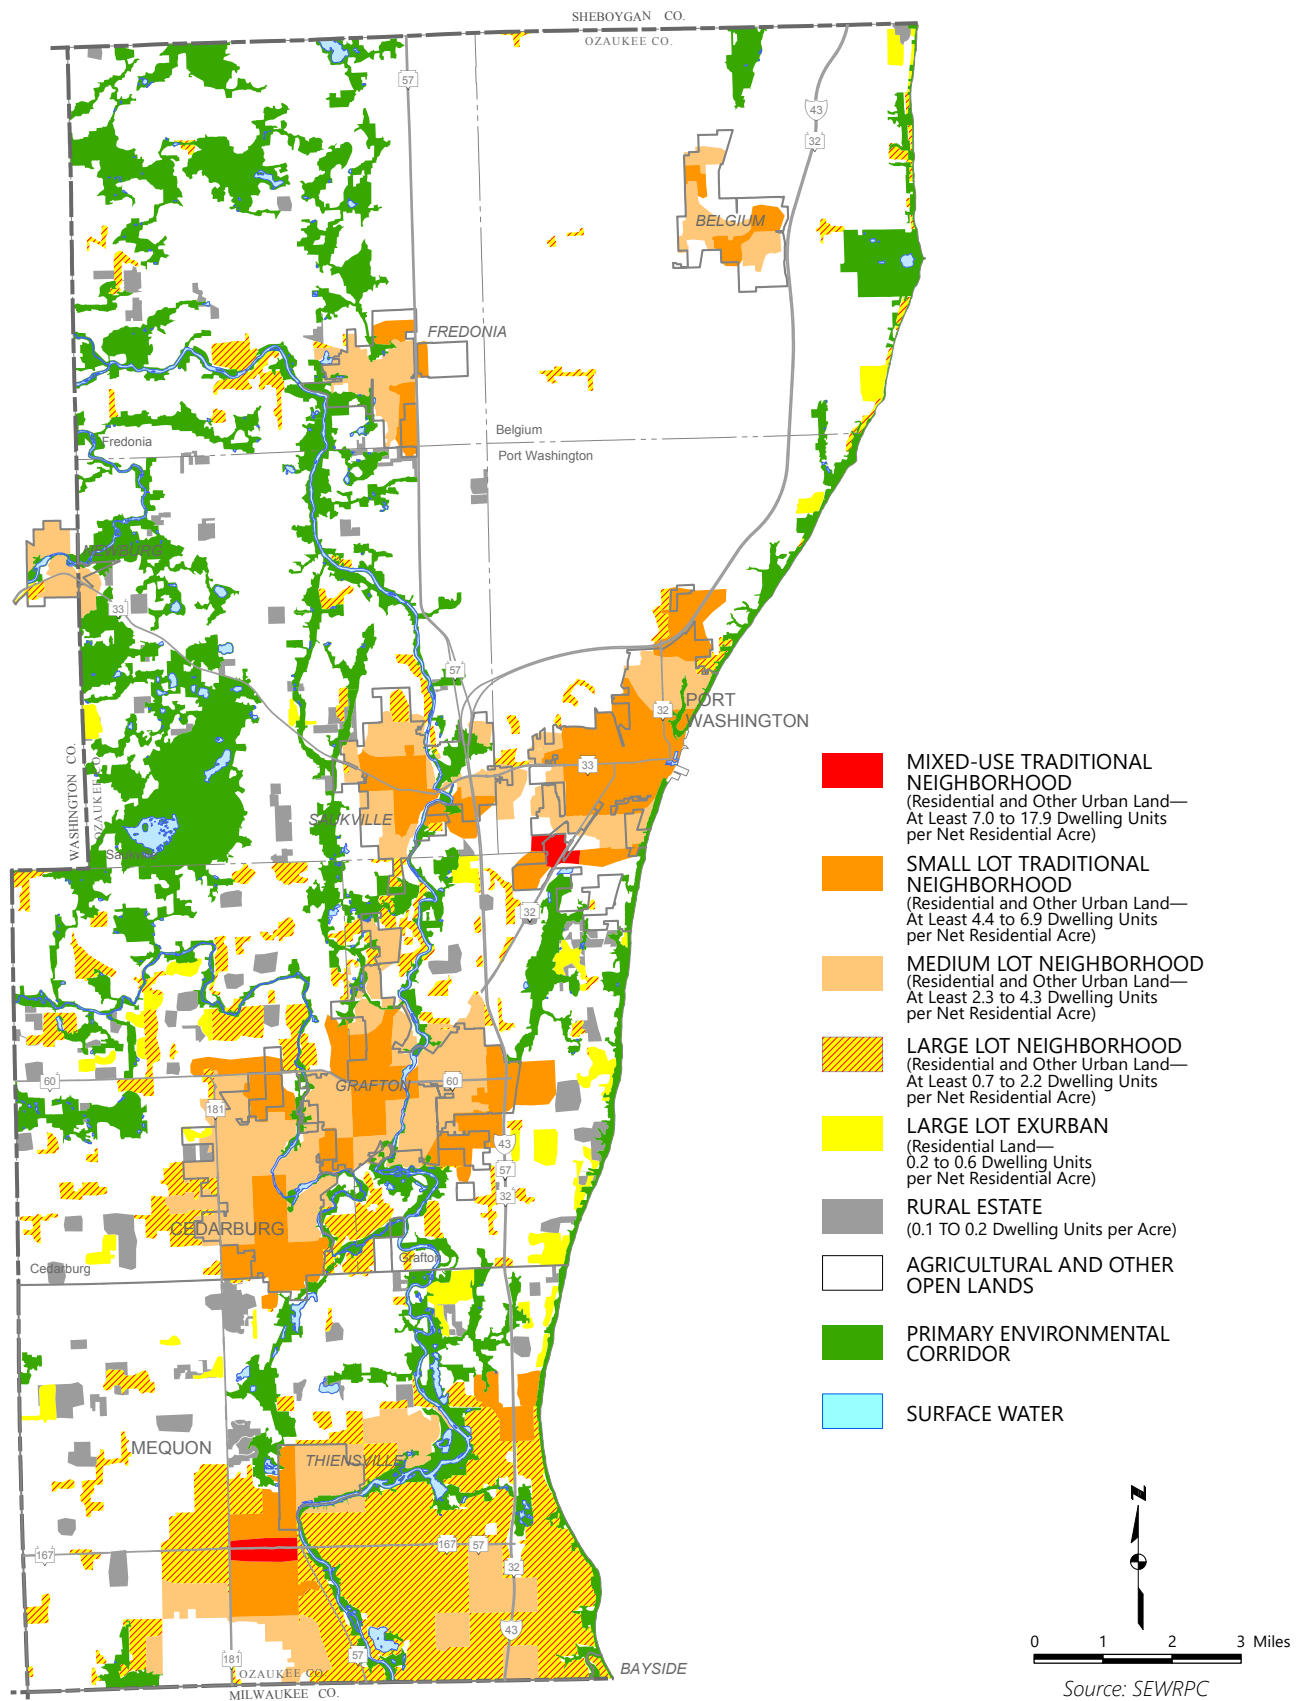 SHEBOYGAN CO.
OZAUKEE CO.
57
43
32
BELGIUM
FREDONIA
Fredonia
Belgium
Port Washington
NEWBURG
33
57
32
PORT
WASHINGTON
33
WASHINGTON CO.
OZAUKEE CO.
SAUKVILLE
Saukville
32
60
GRAFTON
60
181
43
57
32
CEDARBURG
Cedarburg
Grafton
MEQUON
THIENSVILLE
167
167
57
32
43
181
57
OZAUKEE CO.
MILWAUKEE CO.
BAYSIDE
MIXED-USE TRADITIONAL
NEIGHBORHOOD
(Residential and Other Urban Land—
At Least 7.0 to 17.9 Dwelling Units
per Net Residential Acre)
SMALL LOT TRADITIONAL
NEIGHBORHOOD
(Residential and Other Urban Land—
At Least 4.4 to 6.9 Dwelling Units
per Net Residential Acre)
MEDIUM LOT NEIGHBORHOOD
(Residential and Other Urban Land—
At Least 2.3 to 4.3 Dwelling Units
per Net Residential Acre)
LARGE LOT NEIGHBORHOOD
(Residential and Other Urban Land—
At Least 0.7 to 2.2 Dwelling Units
per Net Residential Acre)
LARGE LOT EXURBAN
(Residential Land—
0.2 to 0.6 Dwelling Units
per Net Residential Acre)
RURAL ESTATE
(0.1 TO 0.2 Dwelling Units per Acre)
AGRICULTURAL AND OTHER
OPEN LANDS
PRIMARY ENVIRONMENTAL
CORRIDOR
SURFACE WATER
N
0 1 2 3 Miles
Source: SEWRPC